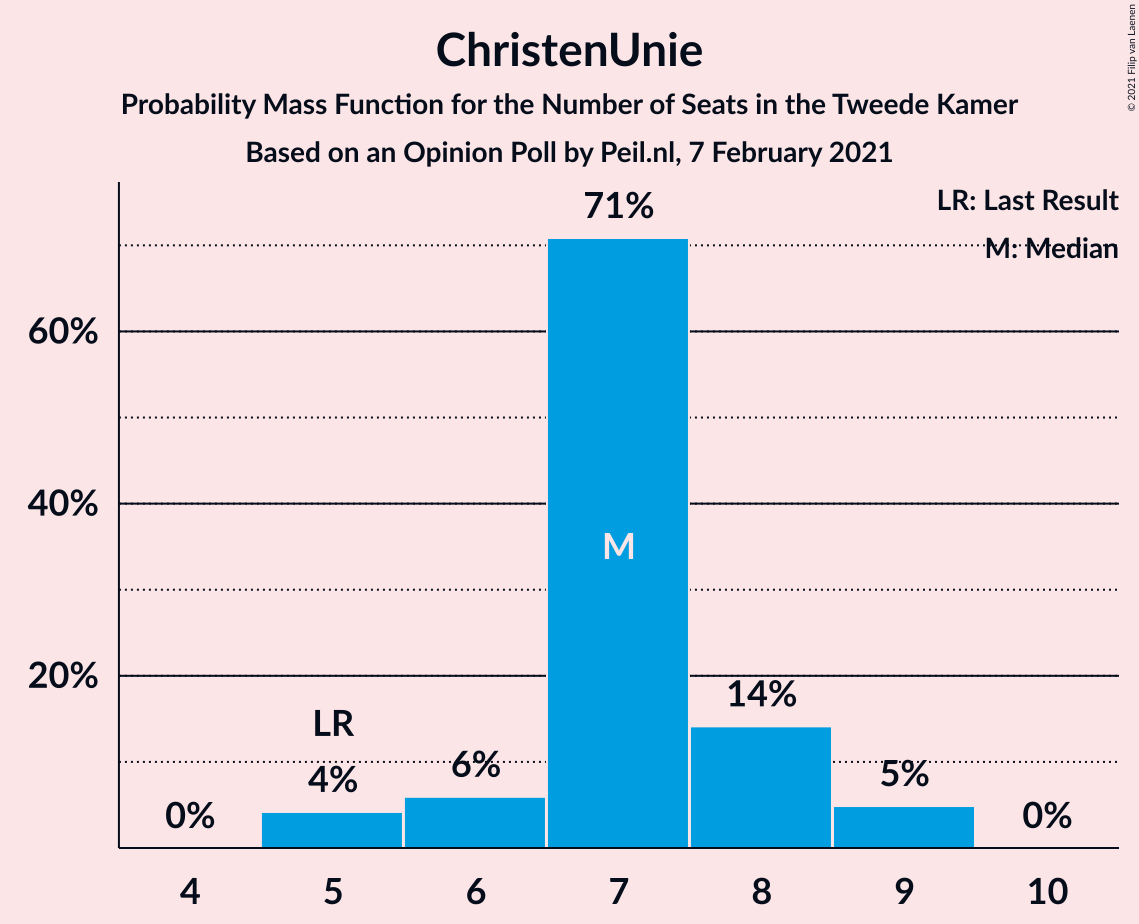 ChristenUnie
Probability Mass Function for the Number of Seats in the Tweede Kamer
Based on an Opinion Poll by Peil.nl, 7 February 2021
© 2021 Filip van Laenen
LR: Last Result
M: Median
71%
60%
40%
M
20%
14%
LR
6%
5%
4%
0%
0%
4 5 6 7 8 9 10